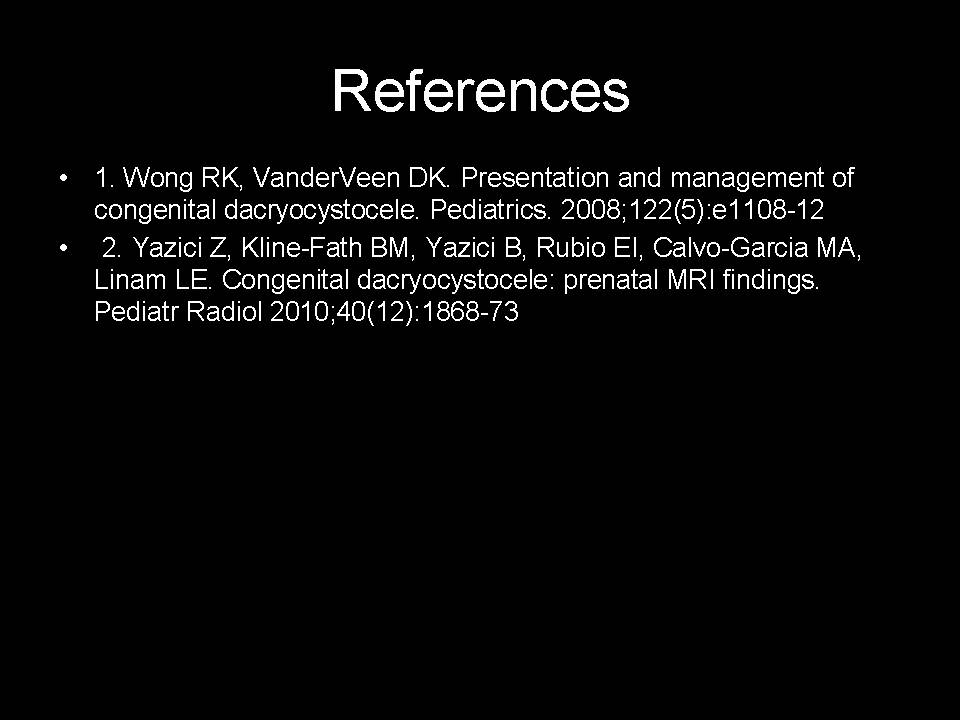 References
• 1. Wong RK, VanderVeen DK. Presentation and management of
congenital dacryocystocele. Pediatrics. 2008;122(5):e1108-12
• 2. Yazici Z, Kline-Fath BM, Yazici B, Rubio EI, Calvo-Garcia MA,
Linam LE. Congenital dacryocystocele: prenatal MRI findings.
Pediatr Radiol 2010;40(12):1868-73